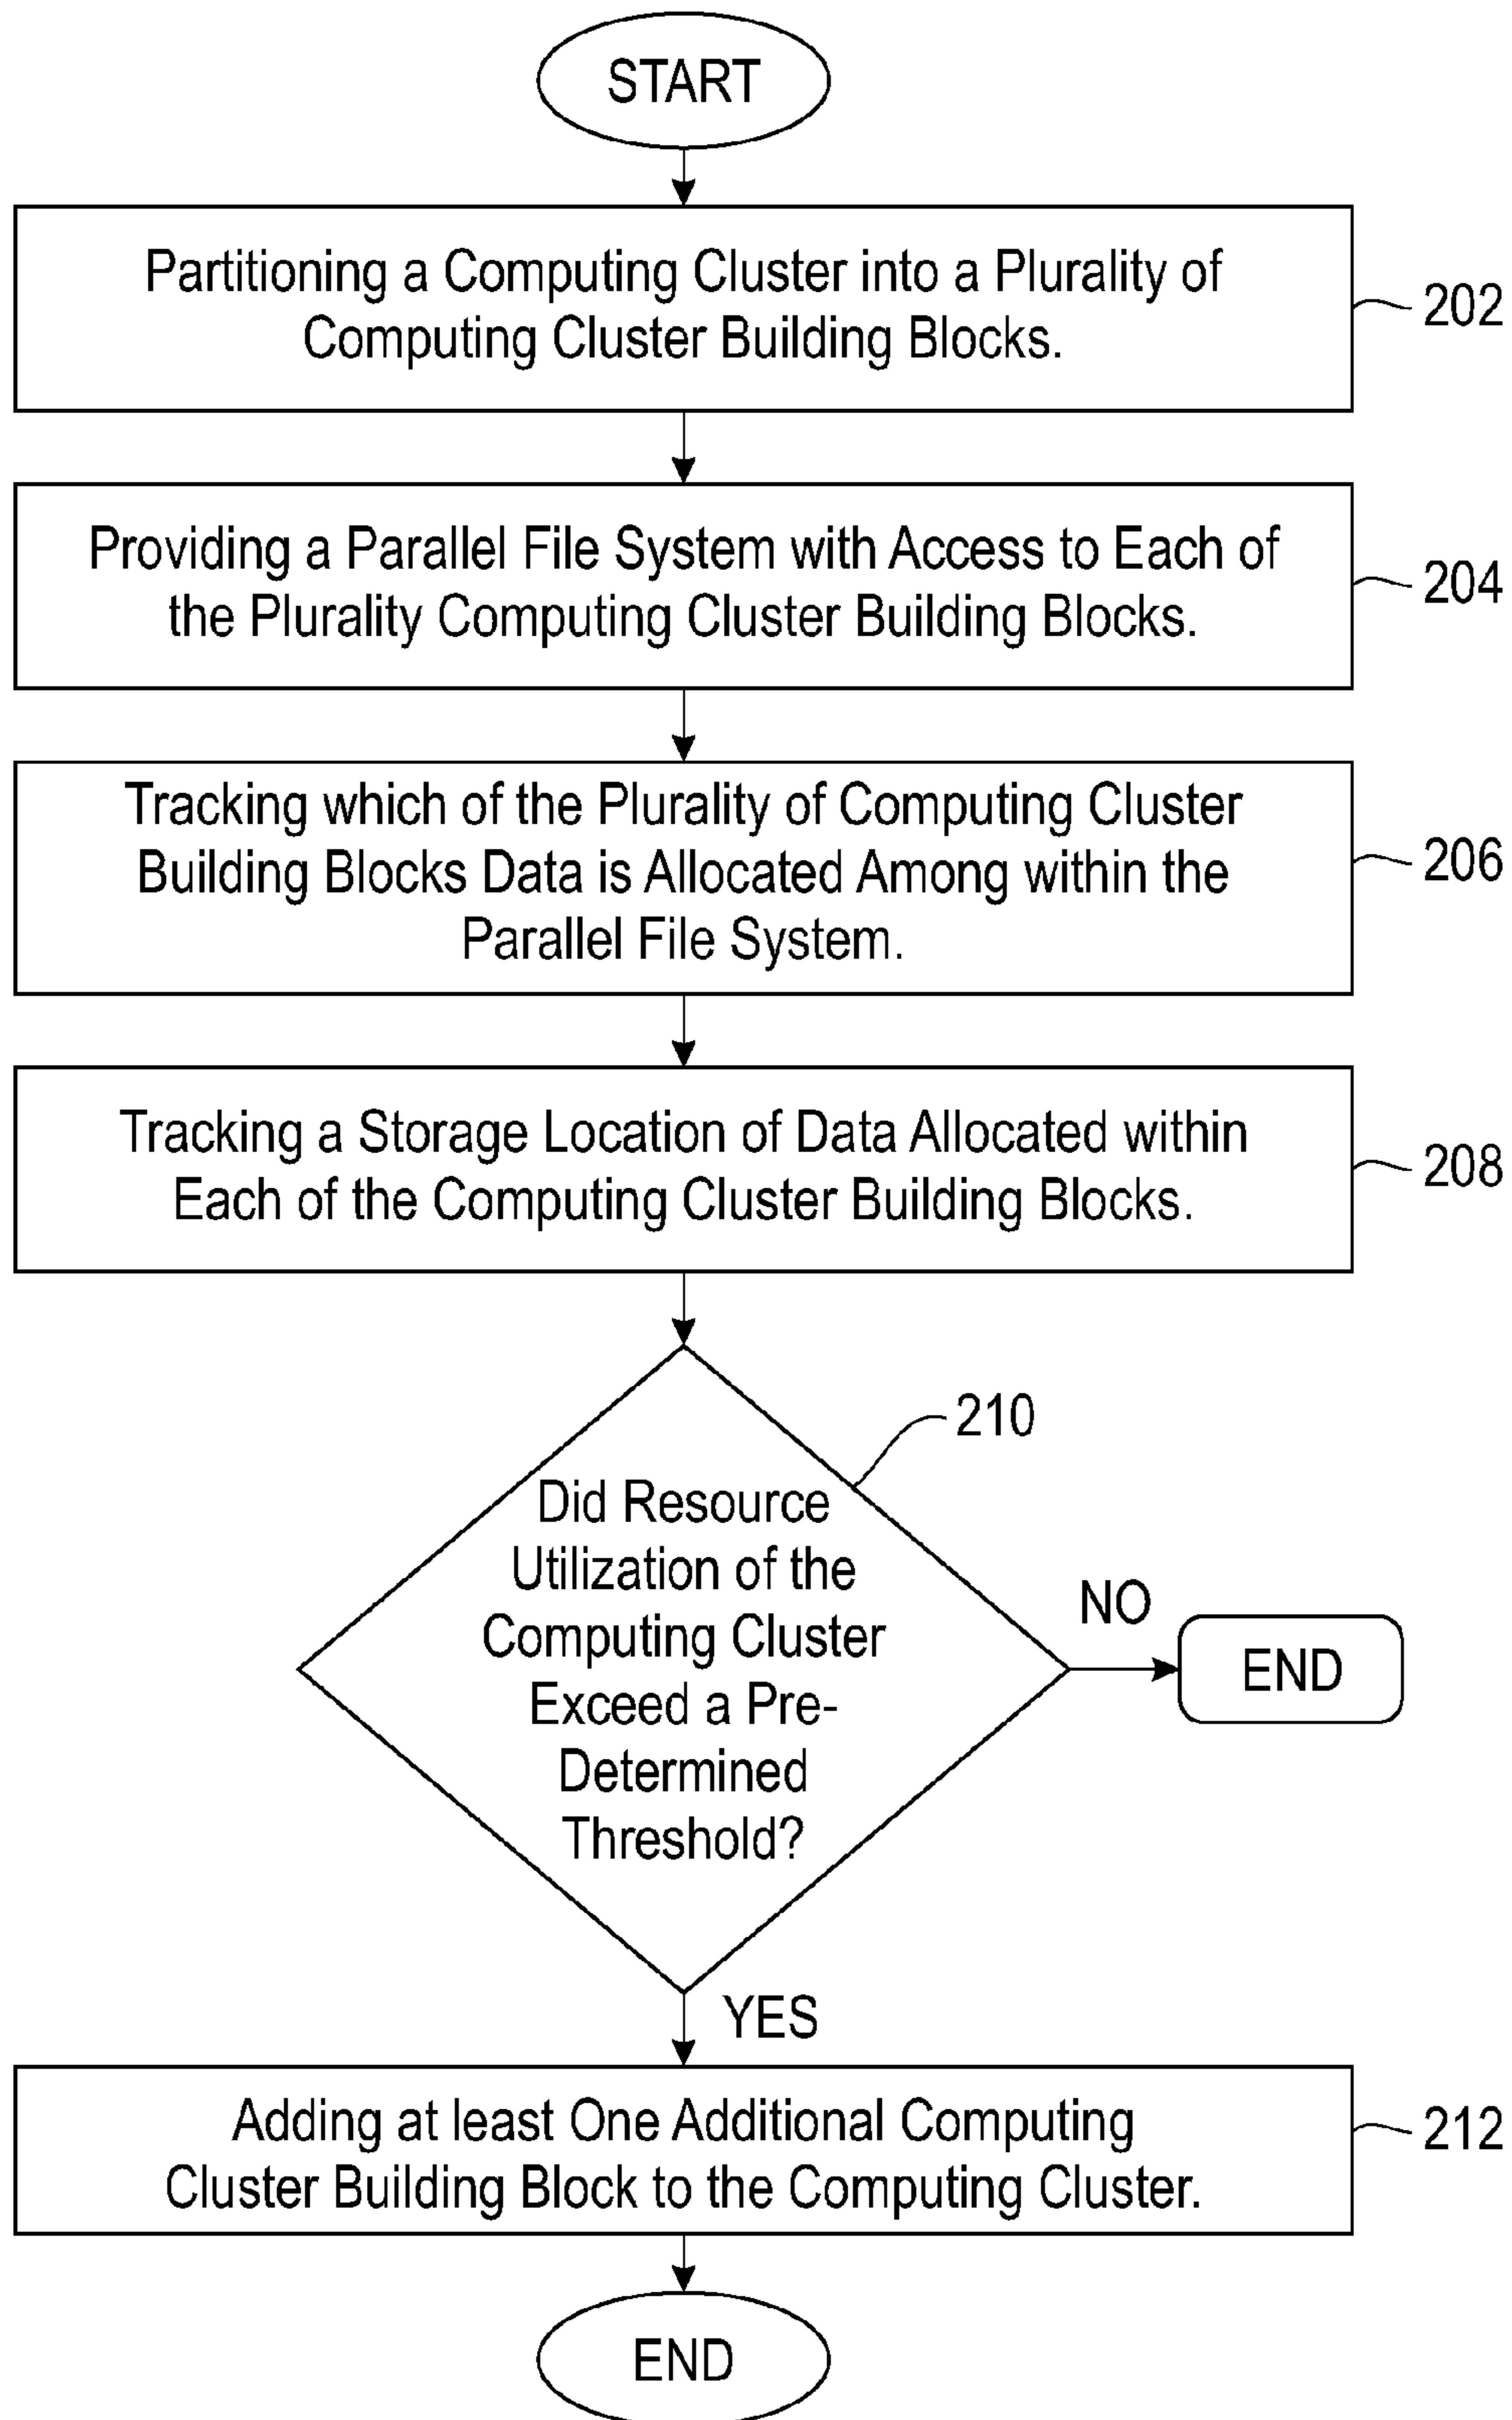 START
Partitioning a Computing Cluster into a Plurality of
Computing Cluster Building Blocks.
202
Providing a Parallel File System with Access to Each of
the Plurality Computing Cluster Building Blocks.
204
Tracking which of the Plurality of Computing Cluster
Building Blocks Data is Allocated Among within the
Parallel File System.
206
Tracking a Storage Location of Data Allocated within
Each of the Computing Cluster Building Blocks.
208
210
Did Resource
Utilization of the
Computing Cluster
Exceed a Pre-
Determined
Threshold?
NO
END
YES
Adding at least One Additional Computing
Cluster Building Block to the Computing Cluster.
212
END